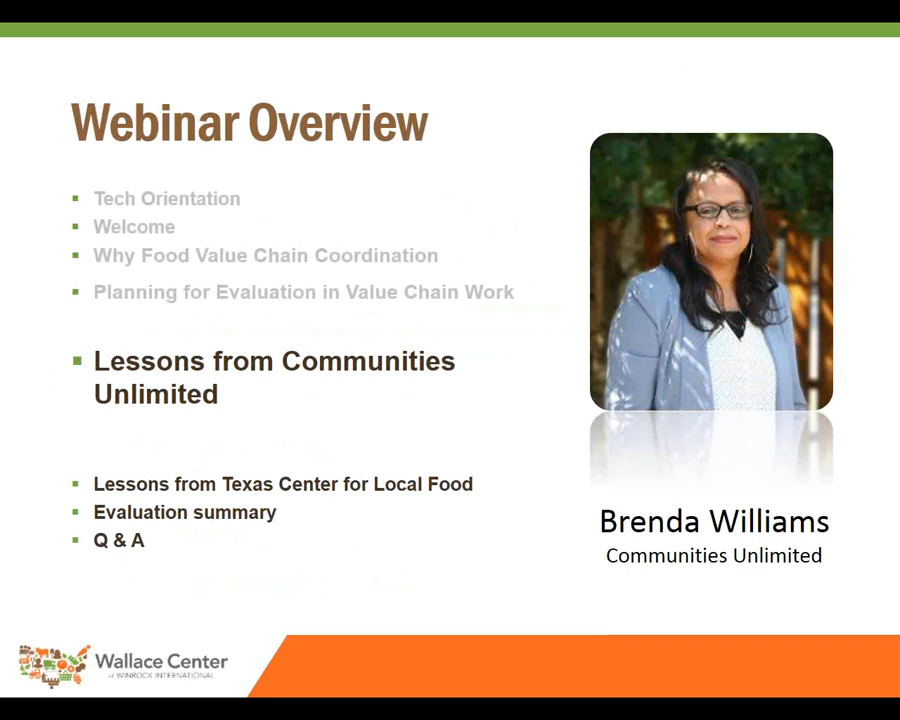 Webinar Overview
Tech Orientation
Welcome
Why Food Value Chain Coordination
Planning for Evaluation in Value Chain Work
Lessons from Communities
Unlimited
Lessons from Texas Center for Local Food
Evaluation summary
Q & A
Brenda Williams
Communities Unlimited
Wallace Center
at WINROCK INTERNATIONAL